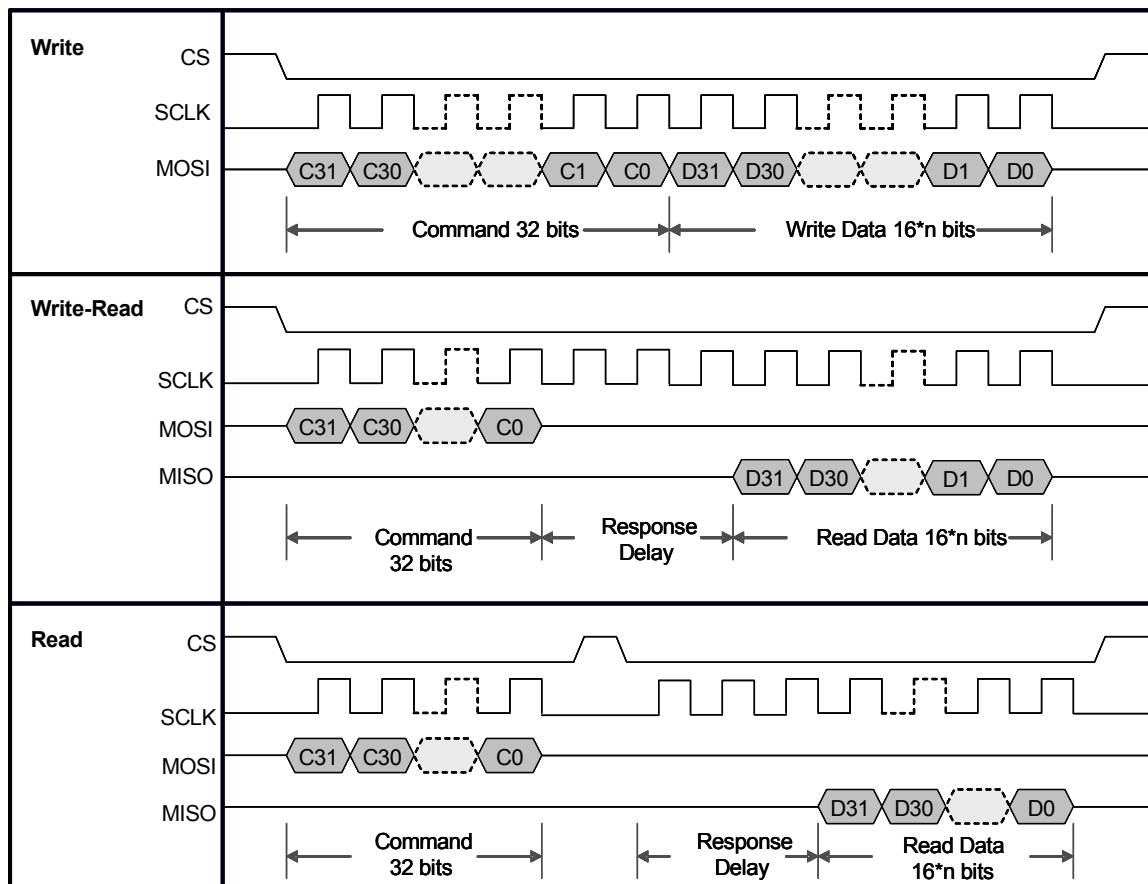 Write
CS
SCLK
MOSI
C31 C30 C1 C0 D31 D30 D1 D0
Command 32 bits Write Data 16*n bits
Write-Read CS
SCLK
MOSI
C31 C30 C0
MISO
D31 D30 D1 D0
Command
32 bits
Response
Delay
Read Data 16*n bits
Read
CS
SCLK
MOSI
C31 C30 C0
MISO
D31 D30 D0
Command
32 bits
Response
Delay
Read Data
16*n bits